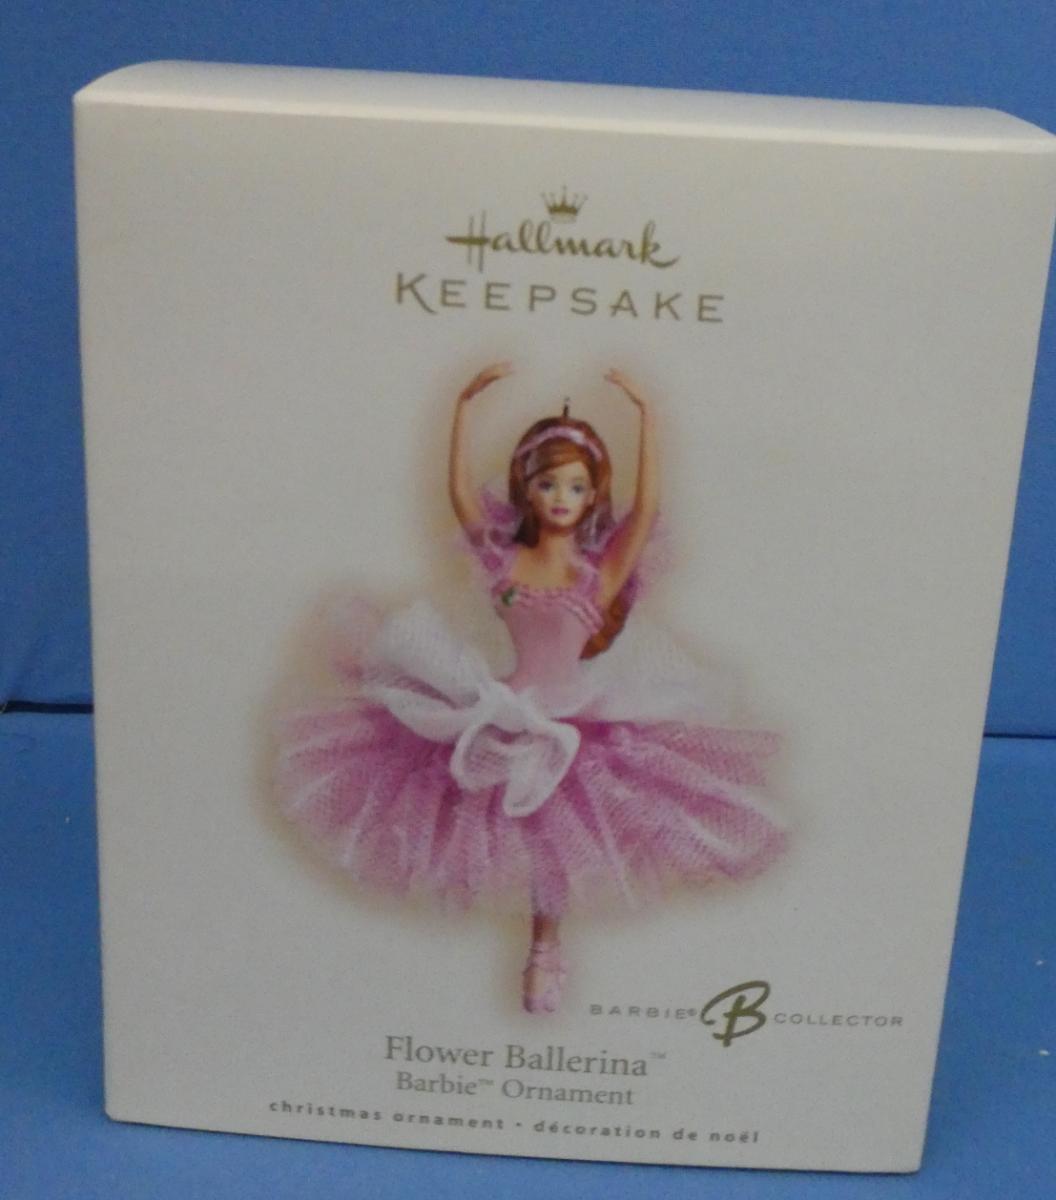 Hallmark
KEEPSAKE
BARBIE® B COLLECTOR
Flower Ballerina™
Barbie™ Ornament
christmas ornament • décoration de noël